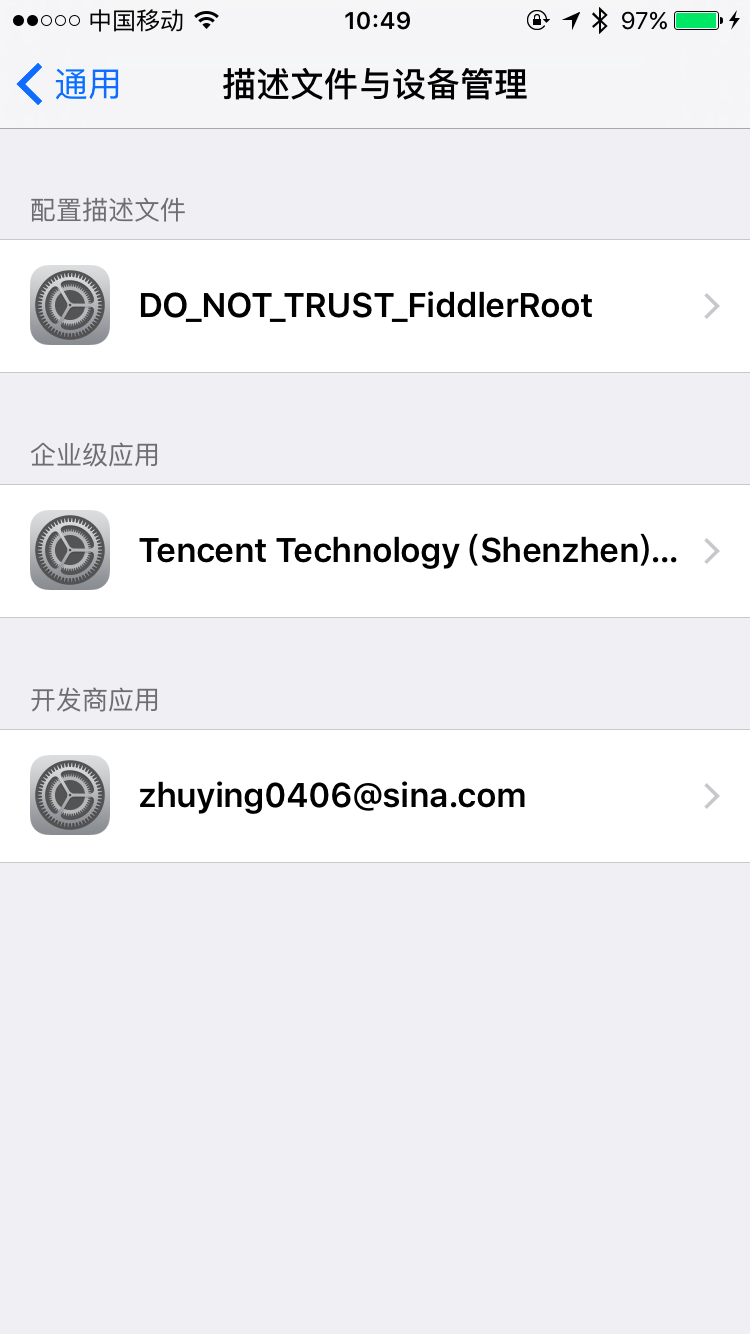 中国移动 10:49 97%
通用 描述文件与设备管理
配置描述文件
DO_NOT_TRUST_FiddlerRoot
企业级应用
Tencent Technology (Shenzhen)...
开发商应用
zhuying0406@sina.com